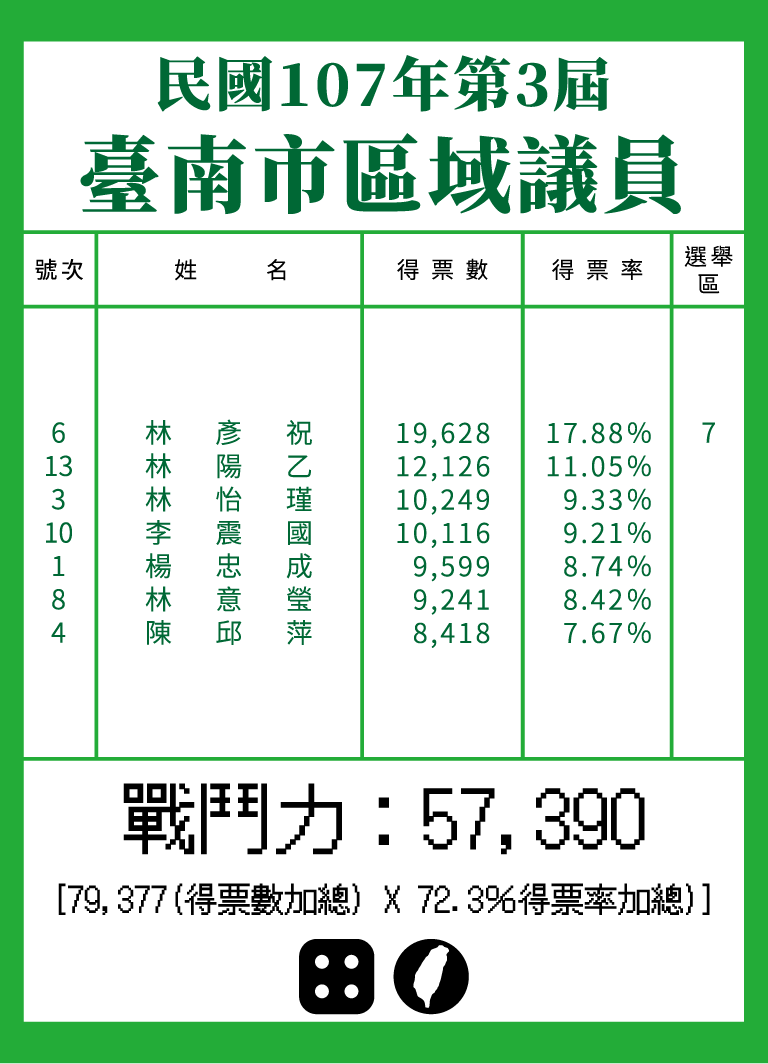 民國107年第3屆
臺南市區域議員
號次 姓 名 得票數 得票率 選舉區
6 林彥祝 19,628 17.88% 7
13 林陽乙 12,126 11.05%
3 林怡瑾 10,249 9.33%
10 李震國 10,116 9.21%
1 楊忠成 9,599 8.74%
8 林意瑩 9,241 8.42%
4 陳邱萍 8,418 7.67%
戰鬥力：57,390
[79,377(得票數加總) X 72.3%得票率加總)]